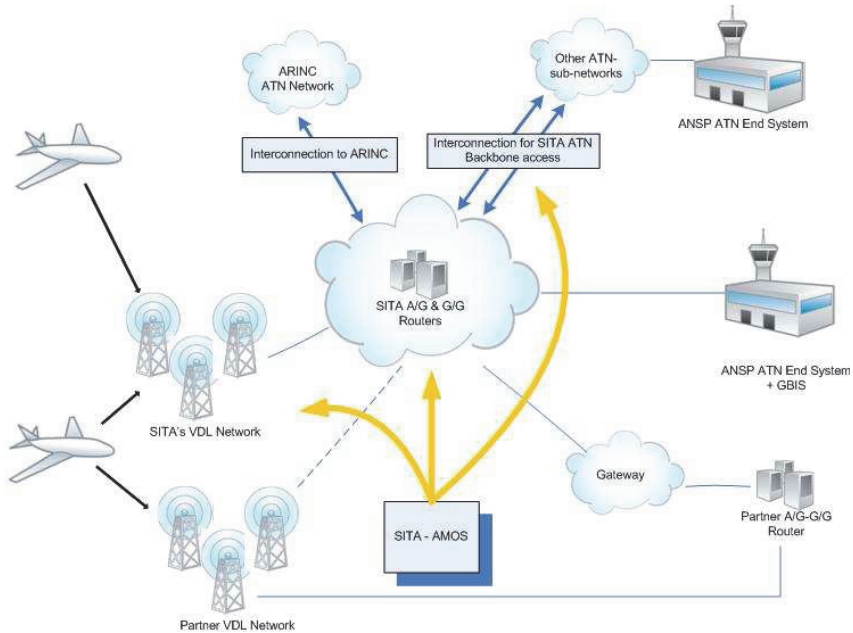 ARINC
ATN Network
Other ATN-
sub-networks
ANSP ATN End System
Interconnection to ARINC
Interconnection for SITA ATN
Backbone access
SITA A/G & G/G
Routers
ANSP ATN End System
+ GBIS
SITA's VDL Network
Gateway
SITA - AMOS
Partner A/G-G/G
Router
Partner VDL Network